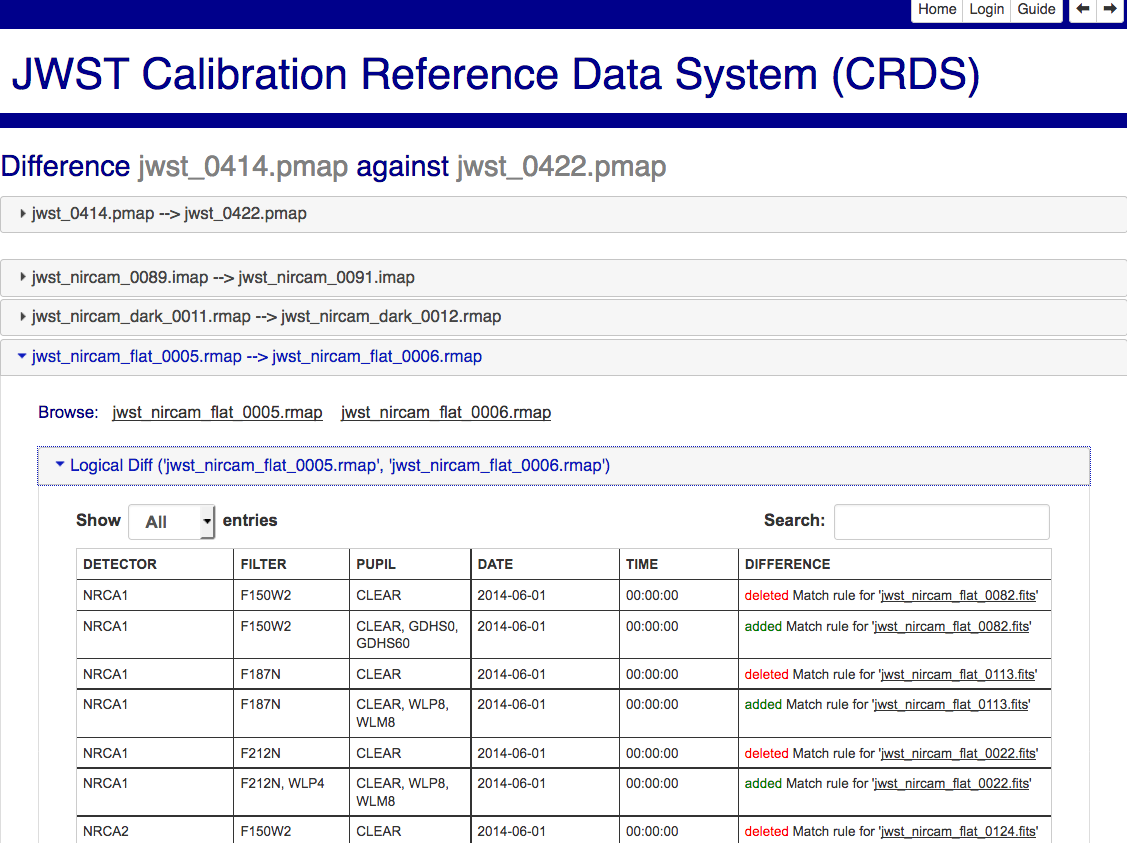 Home Login Guide
JWST Calibration Reference Data System (CRDS)
Difference jwst_0414.pmap against jwst_0422.pmap
jwst_0414.pmap --> jwst_0422.pmap
jwst_nircam_0089.imap --> jwst_nircam_0091.imap
jwst_nircam_dark_0011.rmap --> jwst_nircam_dark_0012.rmap
jwst_nircam_flat_0005.rmap --> jwst_nircam_flat_0006.rmap
Browse: jwst_nircam_flat_0005.rmap jwst_nircam_flat_0006.rmap
Logical Diff ('jwst_nircam_flat_0005.rmap', 'jwst_nircam_flat_0006.rmap')
Show All entries Search:
DETECTOR FILTER PUPIL DATE TIME DIFFERENCE
NRCA1 F150W2 CLEAR 2014-06-01 00:00:00 deleted Match rule for 'jwst_nircam_flat_0082.fits'
NRCA1 F150W2 CLEAR, GDHS0, 2014-06-01 00:00:00 added Match rule for 'jwst_nircam_flat_0082.fits'
GDHS60
NRCA1 F187N CLEAR 2014-06-01 00:00:00 deleted Match rule for 'jwst_nircam_flat_0113.fits'
NRCA1 F187N CLEAR, WLP8, 2014-06-01 00:00:00 added Match rule for 'jwst_nircam_flat_0113.fits'
WLM8
NRCA1 F212N CLEAR 2014-06-01 00:00:00 deleted Match rule for 'jwst_nircam_flat_0022.fits'
NRCA1 F212N, WLP4 CLEAR, WLP8, 2014-06-01 00:00:00 added Match rule for 'jwst_nircam_flat_0022.fits'
WLM8
NRCA2 F150W2 CLEAR 2014-06-01 00:00:00 deleted Match rule for 'jwst_nircam_flat_0124.fits'